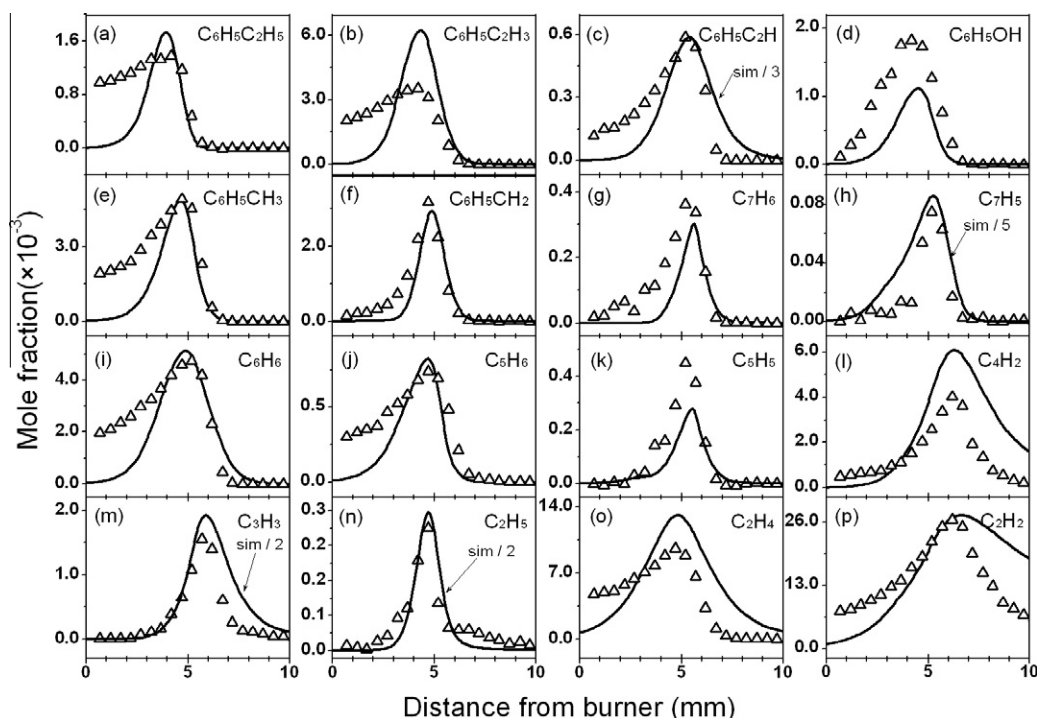 Mole fraction(×10⁻³)
(a) C₆H₅C₂H₅
1.6
0.8
0.0
(b) C₆H₅C₂H₃
6.0
3.0
0.0
(c) C₆H₅C₂H
sim / 3
0.6
0.3
0.0
(d) C₆H₅OH
2.0
1.0
0.0
(e) C₆H₅CH₃
5.0
3.0
0.0
(f) C₆H₅CH₂
3.0
0.0
(g) C₇H₆
0.4
0.2
0.0
(h) C₇H₅
sim / 5
0.08
0.04
0.00
(i) C₆H₆
4.0
2.0
0.0
(j) C₅H₆
0.5
0.0
(k) C₅H₅
0.4
0.2
0.0
(l) C₄H₂
6.0
4.0
2.0
0.0
(m) C₃H₃
sim / 2
2.0
1.0
0.0
0 5 10
(n) C₂H₅
sim / 2
0.3
0.2
0.3
0.0
0 5 10
(o) C₂H₄
14.0
7.0
0.0
0 5 10
(p) C₂H₂
26.0
13.0
0.0
0 5 10
Distance from burner (mm)